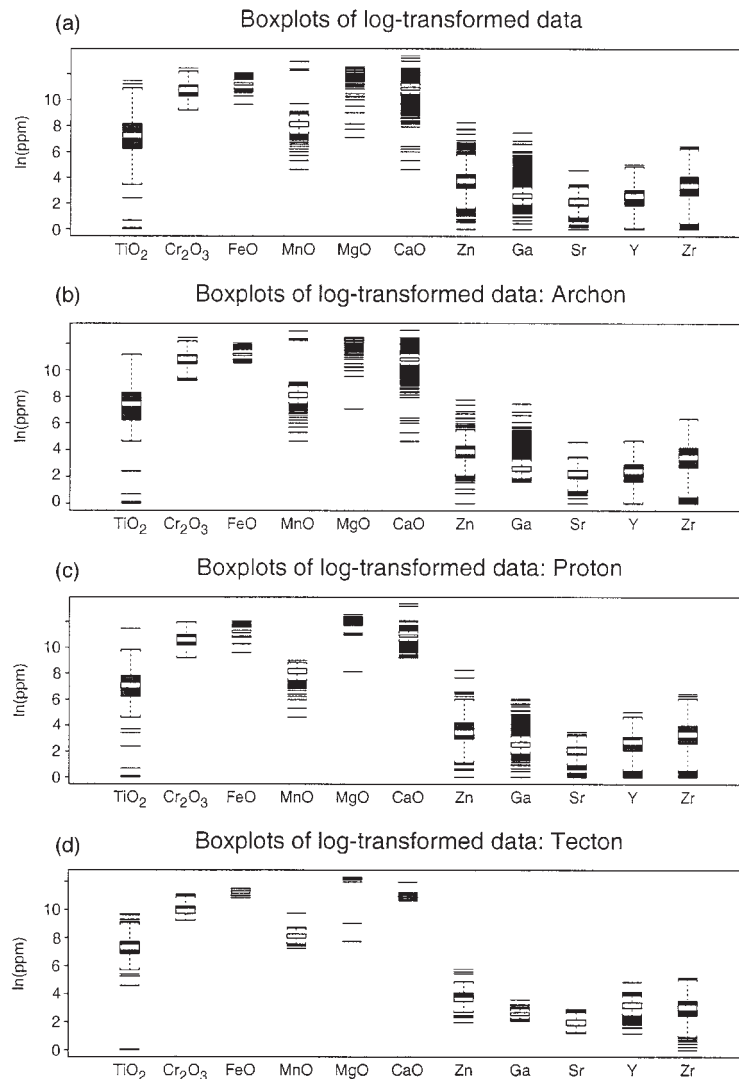 (a) Boxplots of log-transformed data
ln(ppm)
10
8
6
4
2
0
TiO2 Cr2O3 FeO MnO MgO CaO Zn Ga Sr Y Zr
(b) Boxplots of log-transformed data: Archon
ln(ppm)
10
8
6
4
2
0
TiO2 Cr2O3 FeO MnO MgO CaO Zn Ga Sr Y Zr
(c) Boxplots of log-transformed data: Proton
ln(ppm)
10
8
6
4
2
0
TiO2 Cr2O3 FeO MnO MgO CaO Zn Ga Sr Y Zr
(d) Boxplots of log-transformed data: Tecton
ln(ppm)
10
8
6
4
2
0
TiO2 Cr2O3 FeO MnO MgO CaO Zn Ga Sr Y Zr